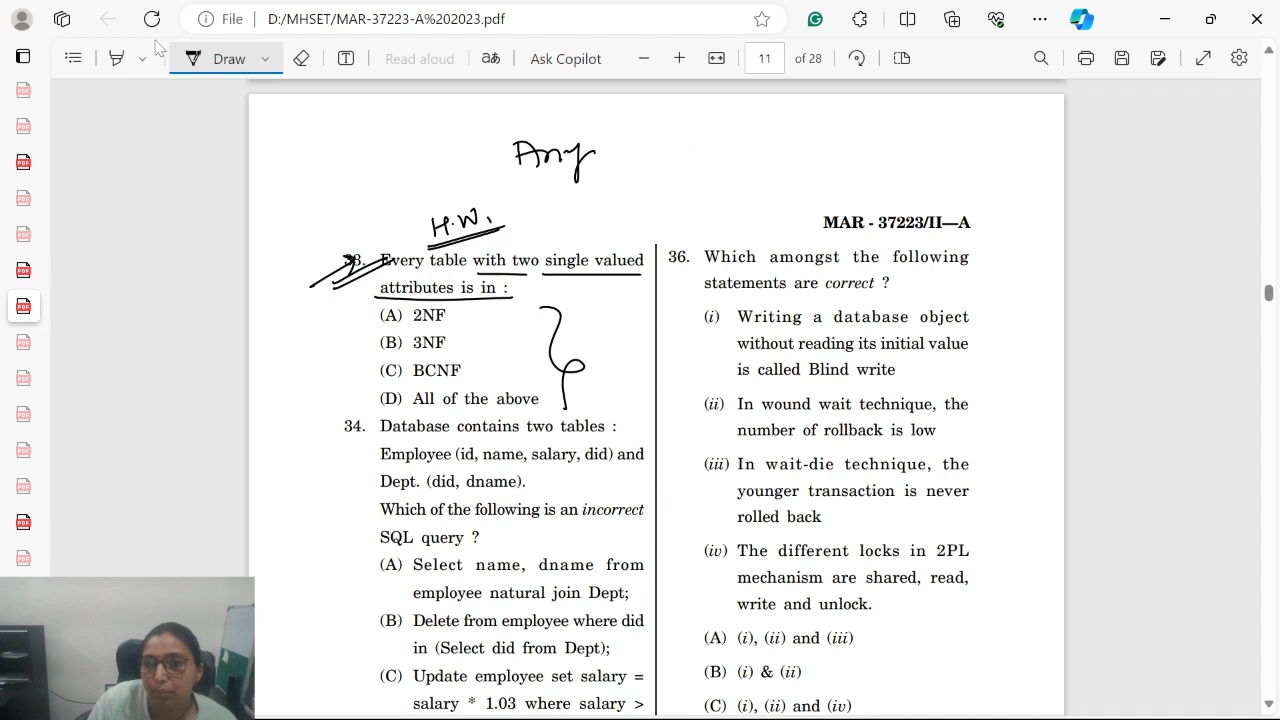 File
D:/MHSET/MAR-37223-A%202023.pdf
Draw
Read aloud
aあ
Ask Copilot
11
of 28
Any
H.W.
MAR - 37223/II—A
33. Every table with two single valued
attributes is in :
(A) 2NF
(B) 3NF
(C) BCNF
(D) All of the above
34. Database contains two tables :
Employee (id, name, salary, did) and
Dept. (did, dname).
Which of the following is an incorrect
SQL query ?
(A) Select name, dname from
employee natural join Dept;
(B) Delete from employee where did
in (Select did from Dept);
(C) Update employee set salary =
salary * 1.03 where salary >
36. Which amongst the following
statements are correct ?
(i) Writing a database object
without reading its initial value
is called Blind write
(ii) In wound wait technique, the
number of rollback is low
(iii) In wait-die technique, the
younger transaction is never
rolled back
(iv) The different locks in 2PL
mechanism are shared, read,
write and unlock.
(A) (i), (ii) and (iii)
(B) (i) & (ii)
(C) (i), (ii) and (iv)